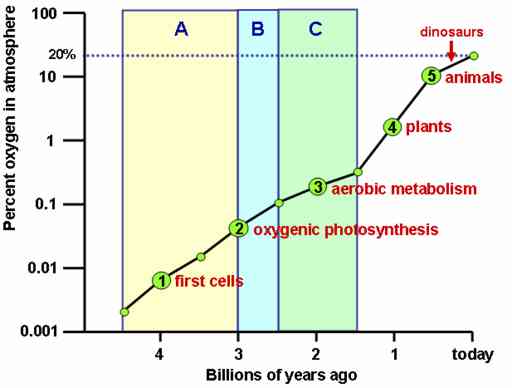 Percent oxygen in atmosphere
100
20%
10
1
0.1
0.01
0.001
A
B
C
dinosaurs
5 animals
4 plants
3 aerobic metabolism
2 oxygenic photosynthesis
1 first cells
4 3 2 1 today
Billions of years ago